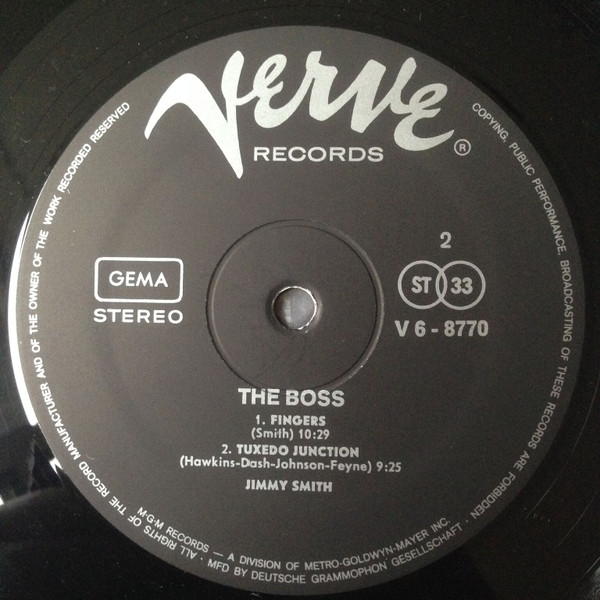 Verve
RECORDS
®
GEMA
STEREO
2
ST 33
V 6 - 8770
THE BOSS
1. FINGERS
(Smith) 10:29
2. TUXEDO JUNCTION
(Hawkins-Dash-Johnson-Feyne) 9:25
JIMMY SMITH
M·G·M RECORDS — A DIVISION OF METRO-GOLDWYN-MAYER INC.
· ALL RIGHTS OF THE RECORD MANUFACTURER AND OF THE OWNER OF THE WORK RECORDED RESERVED
COPYING, PUBLIC PERFORMANCE, BROADCASTING OF THESE RECORDS ARE FORBIDDEN
· MFD BY DEUTSCHE GRAMMOPHON GESELLSCHAFT ·